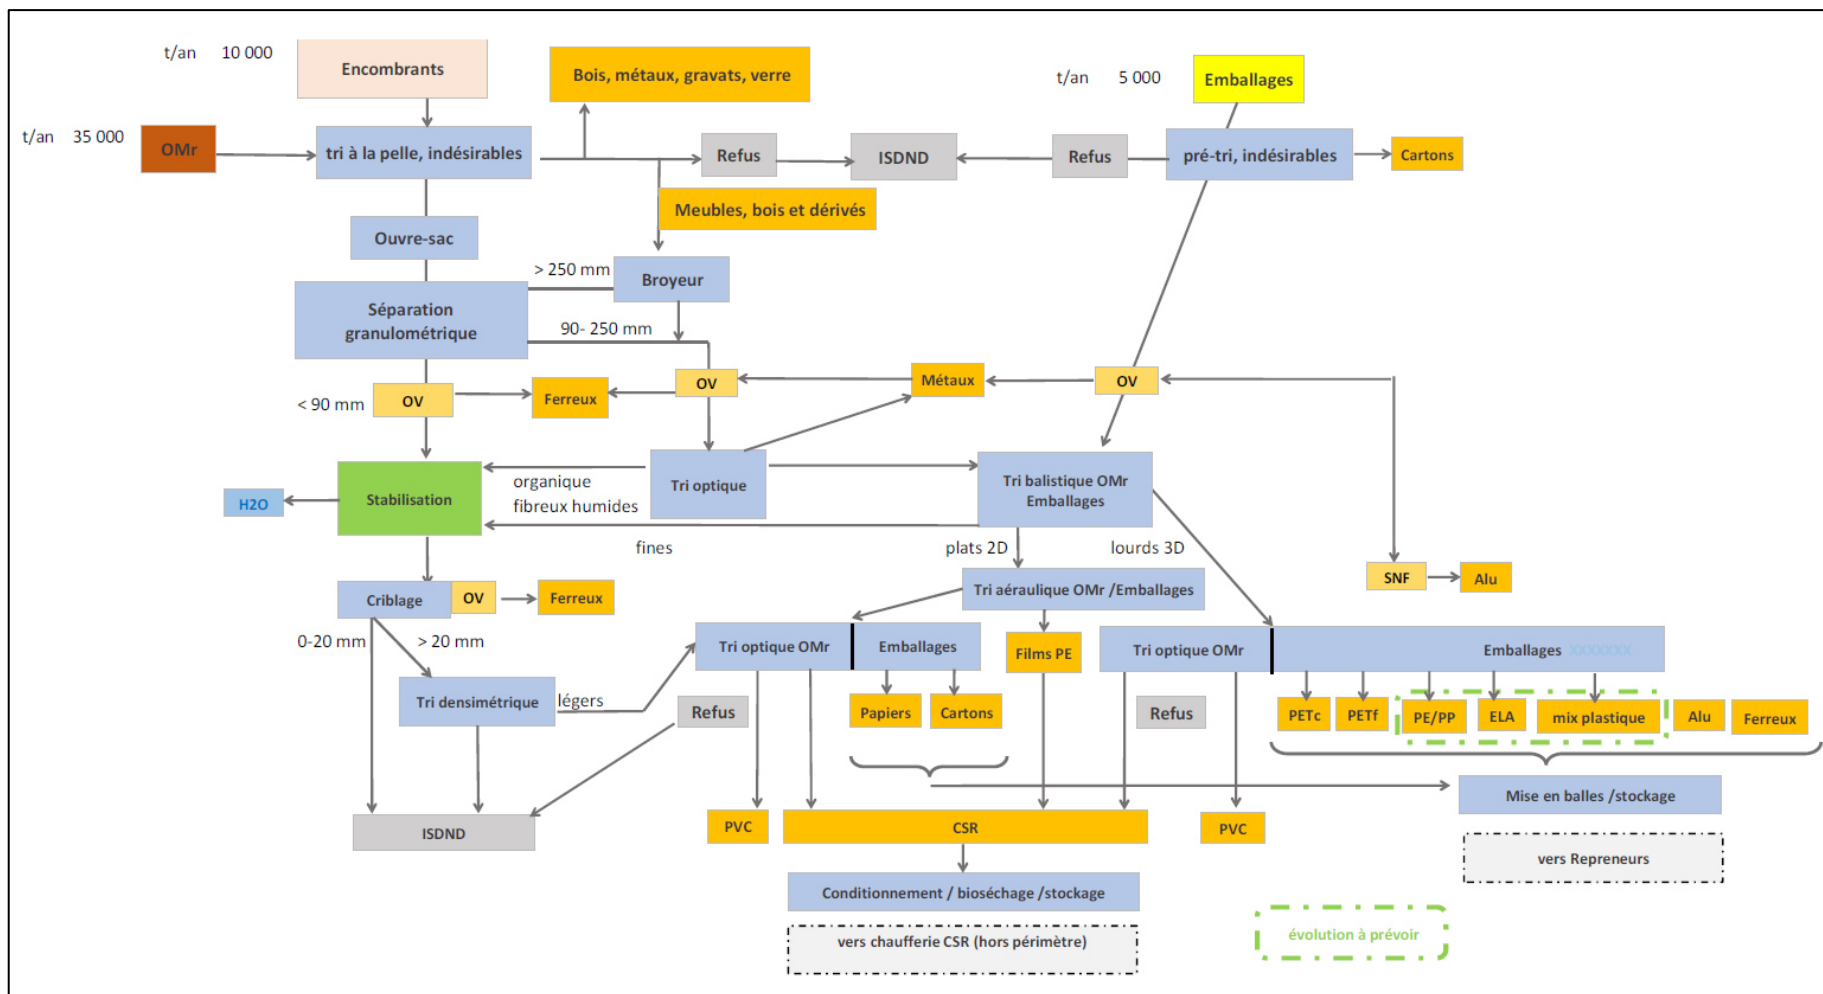 t/an 10 000
Encombrants
Bois, métaux, gravats, verre
t/an 5 000
Emballages
t/an 35 000
OMr
tri à la pelle, indésirables
Refus
ISDND
Refus
pré-tri, indésirables
Cartons
Meubles, bois et dérivés
Ouvre-sac
> 250 mm
Broyeur
Séparation
granulométrique
90- 250 mm
< 90 mm
OV
Ferreux
OV
Métaux
OV
Stabilisation
H2O
organique
fibreux humides
Tri optique
Tri balistique OMr
Emballages
fines
plats 2D
lourds 3D
SNF
Alu
Criblage
OV
Ferreux
Tri aéraulique OMr /Emballages
0-20 mm
> 20 mm
Tri optique OMr
Emballages
Films PE
Tri optique OMr
Emballages XXXXXXX
Tri densimétrique
légers
Refus
Papiers
Cartons
Refus
PETc
PETf
PE/PP
ELA
mix plastique
Alu
Ferreux
Mise en balles /stockage
ISDND
PVC
CSR
PVC
vers Repreneurs
Conditionnement / bioséchage /stockage
vers chaufferie CSR (hors périmètre)
évolution à prévoir